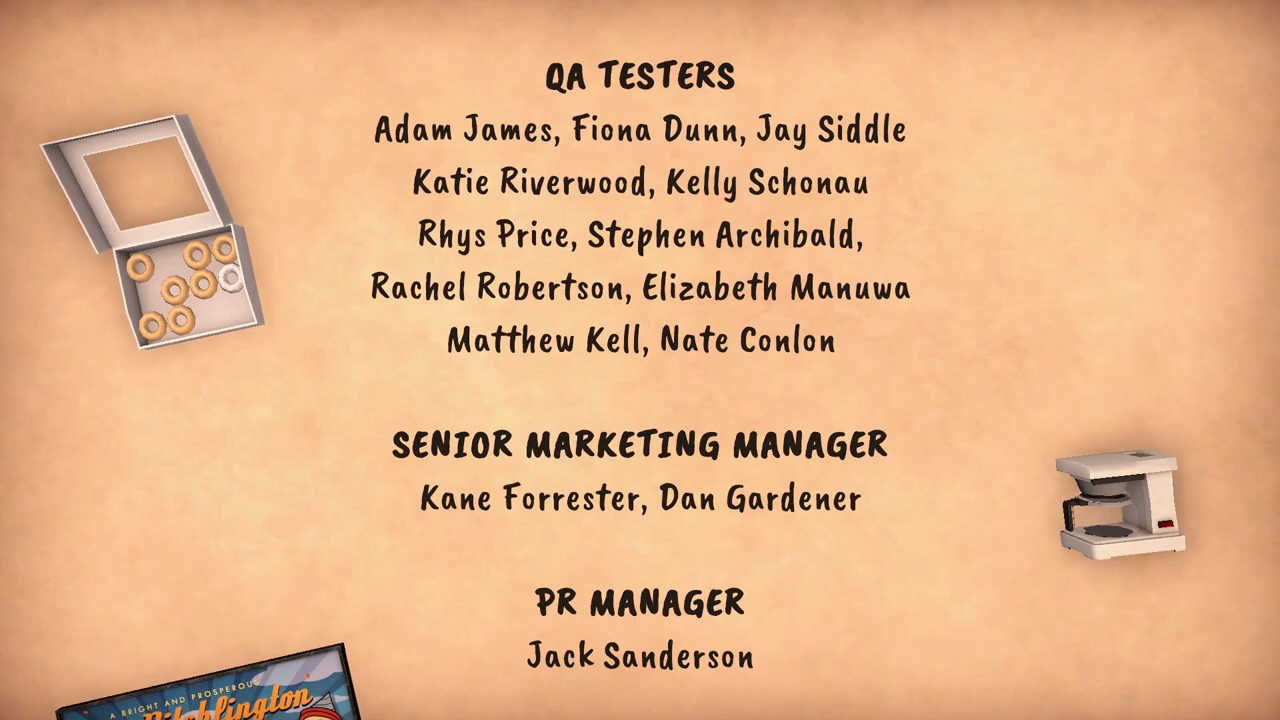 QA TESTERS
Adam James, Fiona Dunn, Jay Siddle
Katie Riverwood, Kelly Schonau
Rhys Price, Stephen Archibald,
Rachel Robertson, Elizabeth Manuwa
Matthew Kell, Nate Conlon
SENIOR MARKETING MANAGER
Kane Forrester, Dan Gardener
PR MANAGER
Jack Sanderson
A BRIGHT AND PROSPEROUS